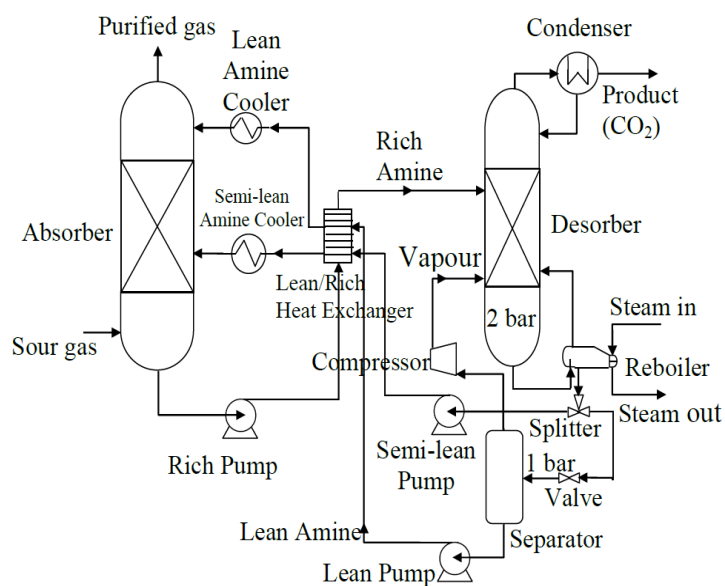 Purified gas
Lean
Amine
Cooler
Condenser
Product
(CO₂)
Rich
Amine
Semi-lean
Amine Cooler
Absorber
Desorber
Vapour
Lean/Rich
Heat Exchanger
2 bar
Steam in
Sour gas
Compressor
Reboiler
Steam out
Splitter
Rich Pump
Semi-lean
Pump
1 bar
Valve
Lean Amine
Separator
Lean Pump